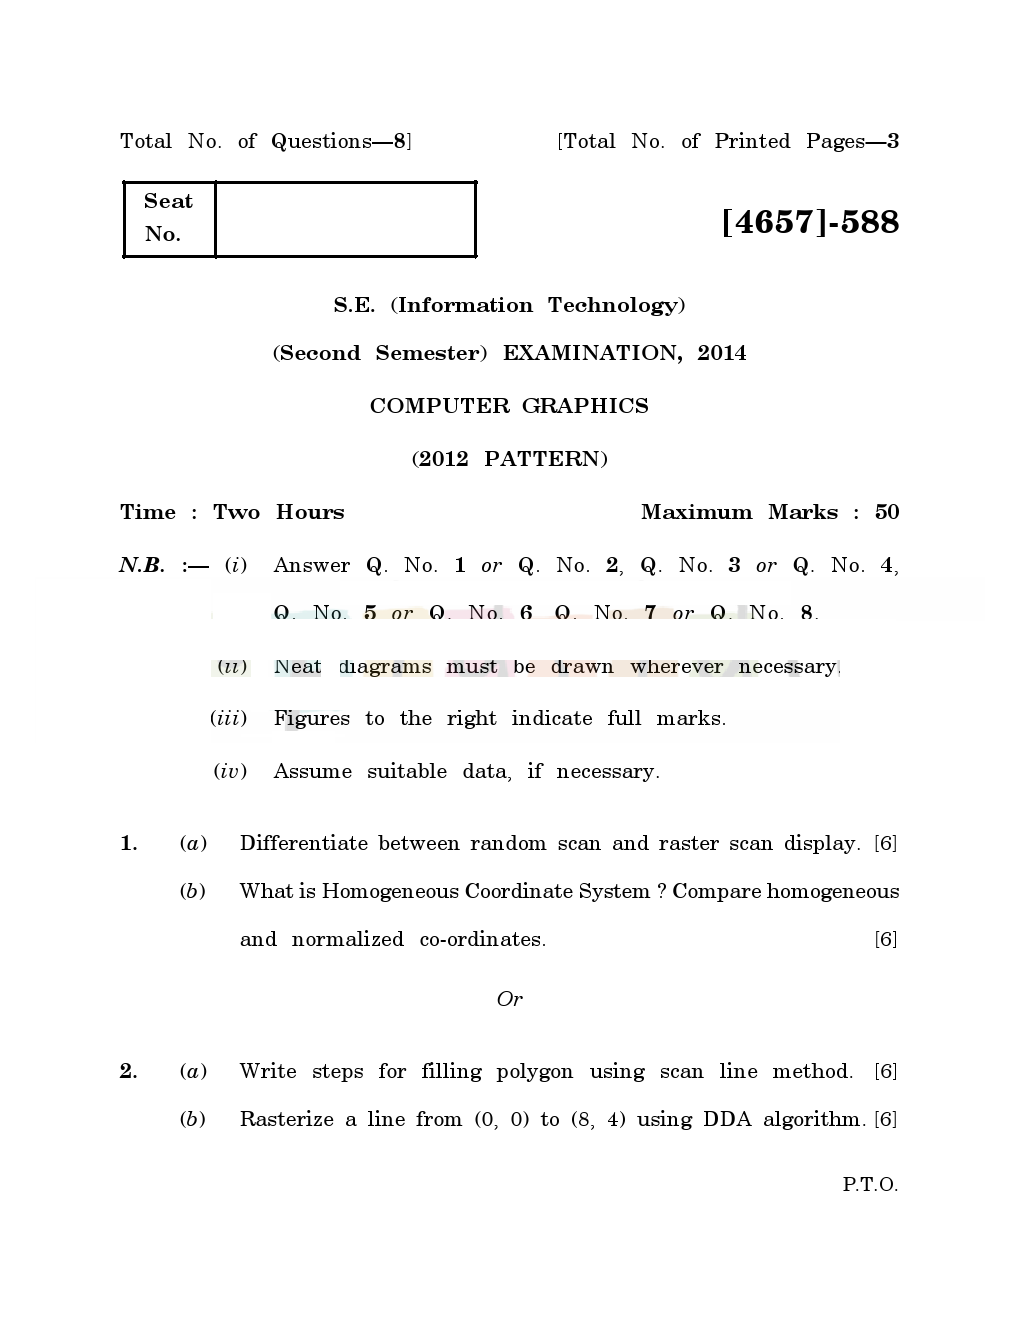 Total No. of Questions—8]
[Total No. of Printed Pages—3
Seat
No.
[4657]-588
S.E. (Information Technology)
(Second Semester) EXAMINATION, 2014
COMPUTER GRAPHICS
(2012 PATTERN)
Time : Two Hours
Maximum Marks : 50
N.B. :— (i) Answer Q. No. 1 or Q. No. 2, Q. No. 3 or Q. No. 4,
Q. No. 5 or Q. No. 6 Q. No. 7 or Q. No. 8.
(ii) Neat diagrams must be drawn wherever necessary.
(iii) Figures to the right indicate full marks.
(iv) Assume suitable data, if necessary.
1. (a) Differentiate between random scan and raster scan display. [6]
(b) What is Homogeneous Coordinate System ? Compare homogeneous
and normalized co-ordinates. [6]
Or
2. (a) Write steps for filling polygon using scan line method. [6]
(b) Rasterize a line from (0, 0) to (8, 4) using DDA algorithm. [6]
P.T.O.